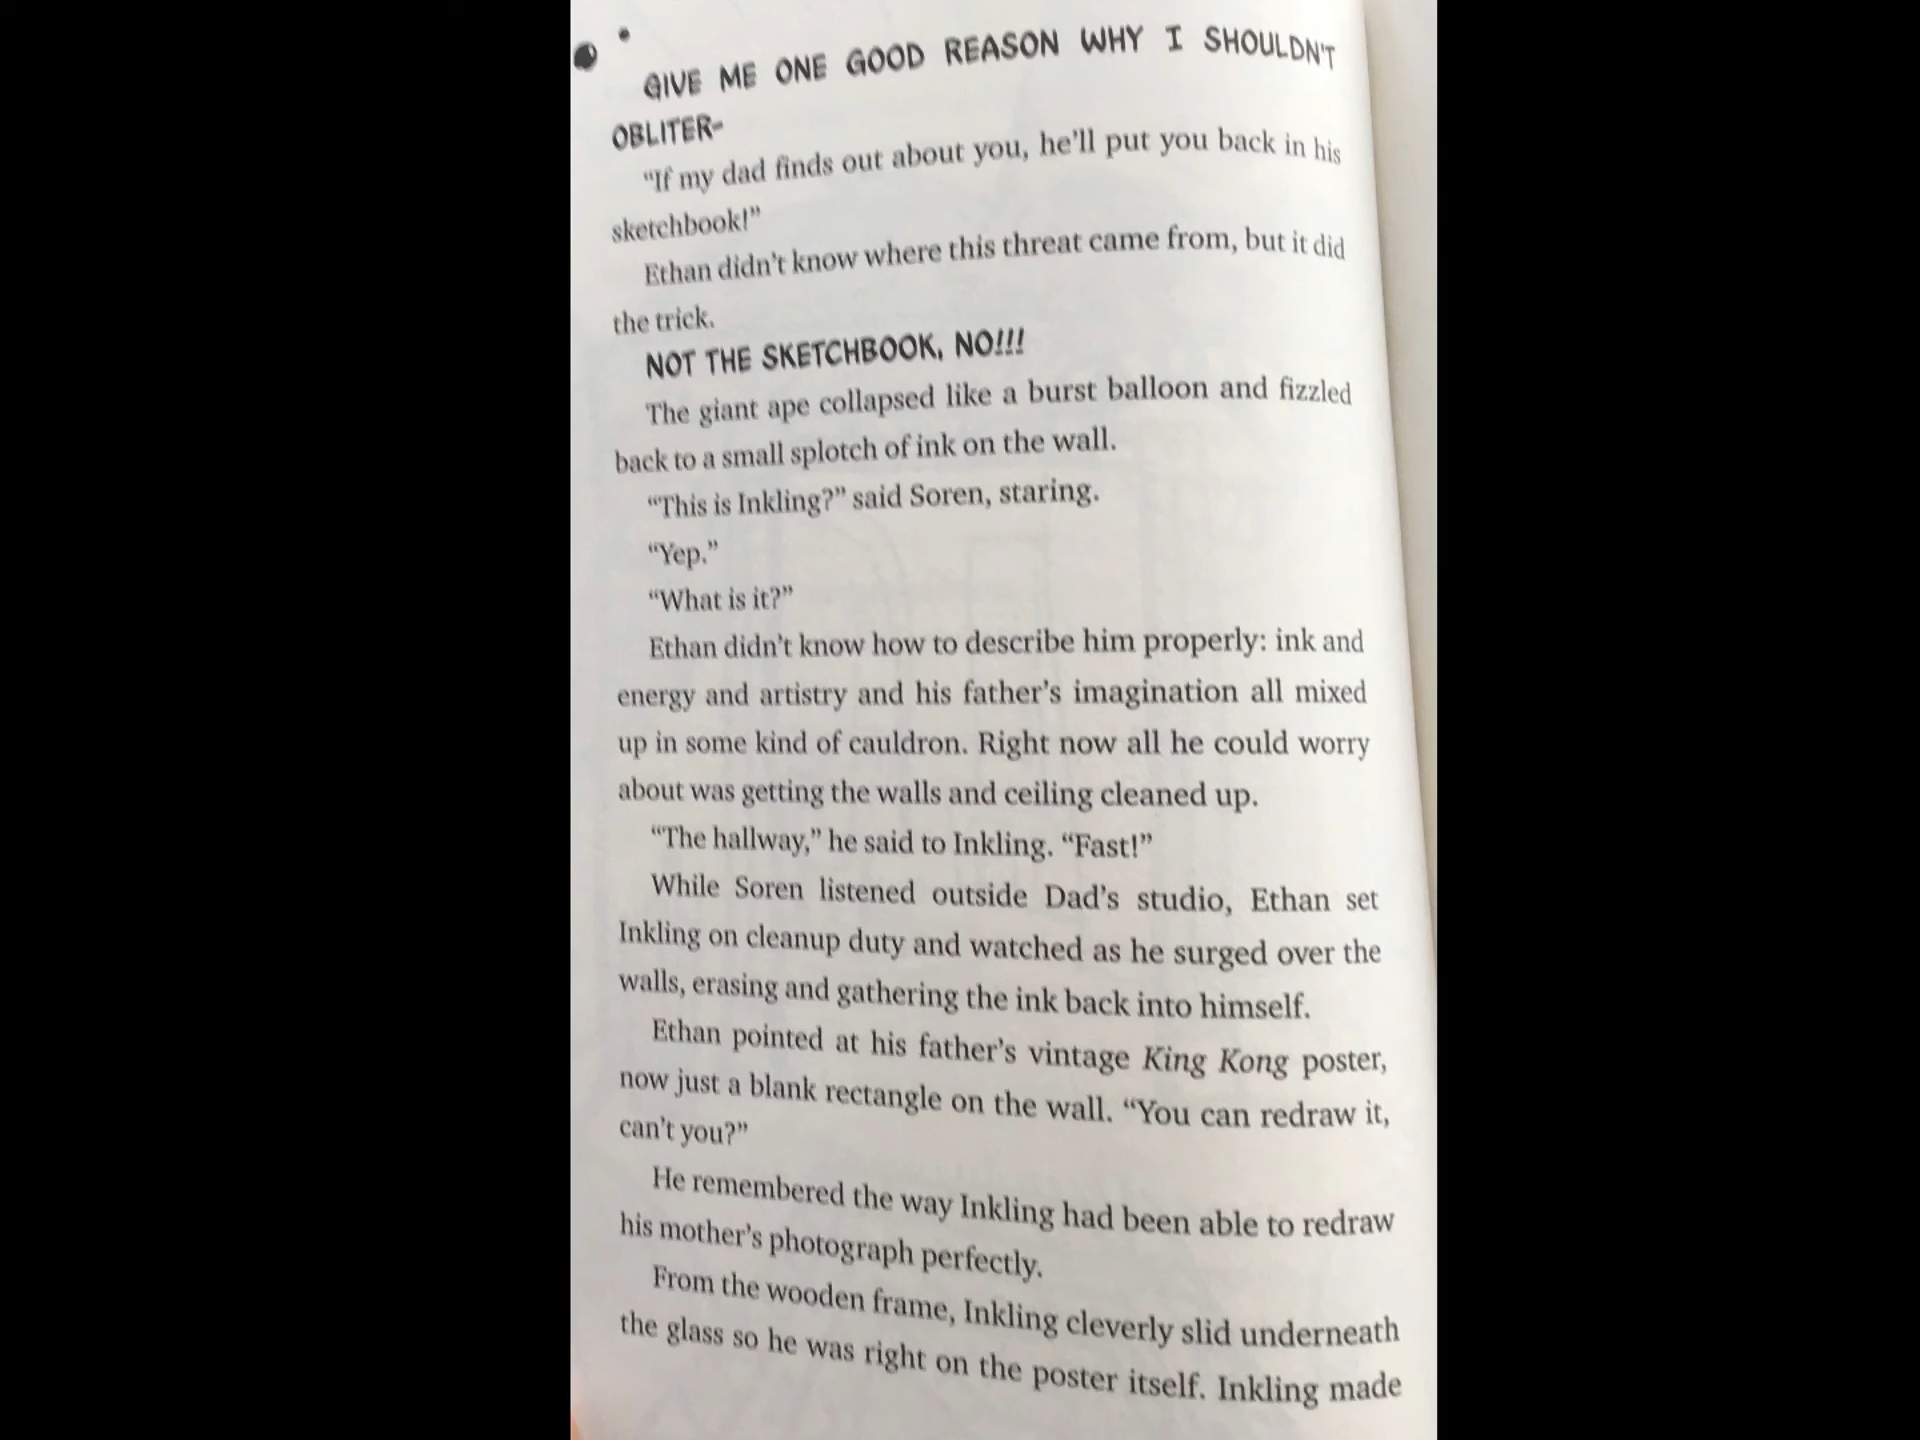 GIVE ME ONE GOOD REASON WHY I SHOULDN'T
OBLITER-
“If my dad finds out about you, he’ll put you back in his
sketchbook!”
Ethan didn’t know where this threat came from, but it did
the trick.
NOT THE SKETCHBOOK, NO!!!
The giant ape collapsed like a burst balloon and fizzled
back to a small splotch of ink on the wall.
“This is Inkling?” said Soren, staring.
“Yep.”
“What is it?”
Ethan didn’t know how to describe him properly: ink and
energy and artistry and his father’s imagination all mixed
up in some kind of cauldron. Right now all he could worry
about was getting the walls and ceiling cleaned up.
“The hallway,” he said to Inkling. “Fast!”
While Soren listened outside Dad’s studio, Ethan set
Inkling on cleanup duty and watched as he surged over the
walls, erasing and gathering the ink back into himself.
Ethan pointed at his father’s vintage King Kong poster,
now just a blank rectangle on the wall. “You can redraw it,
can’t you?”
He remembered the way Inkling had been able to redraw
his mother’s photograph perfectly.
From the wooden frame, Inkling cleverly slid underneath
the glass so he was right on the poster itself. Inkling made